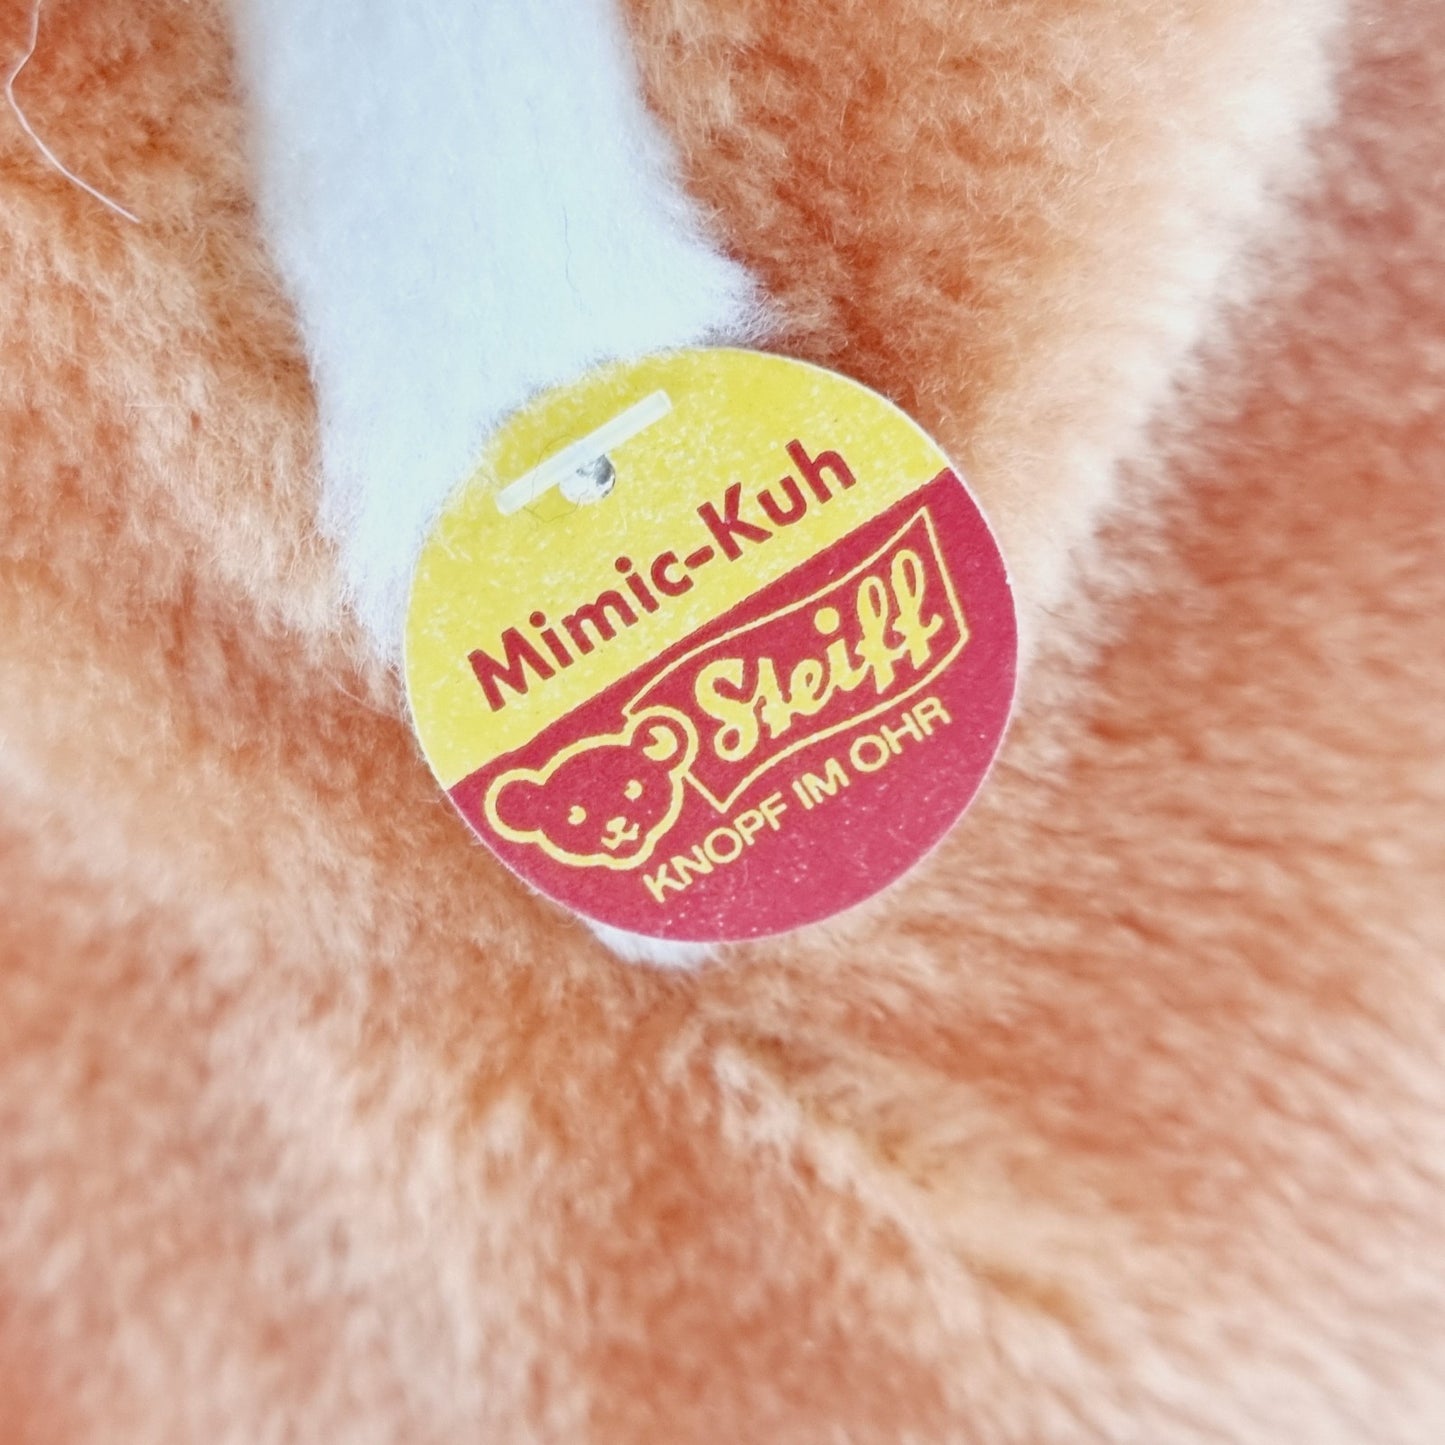 Mimic-Kuh
Steiff
KNOPF IM OHR